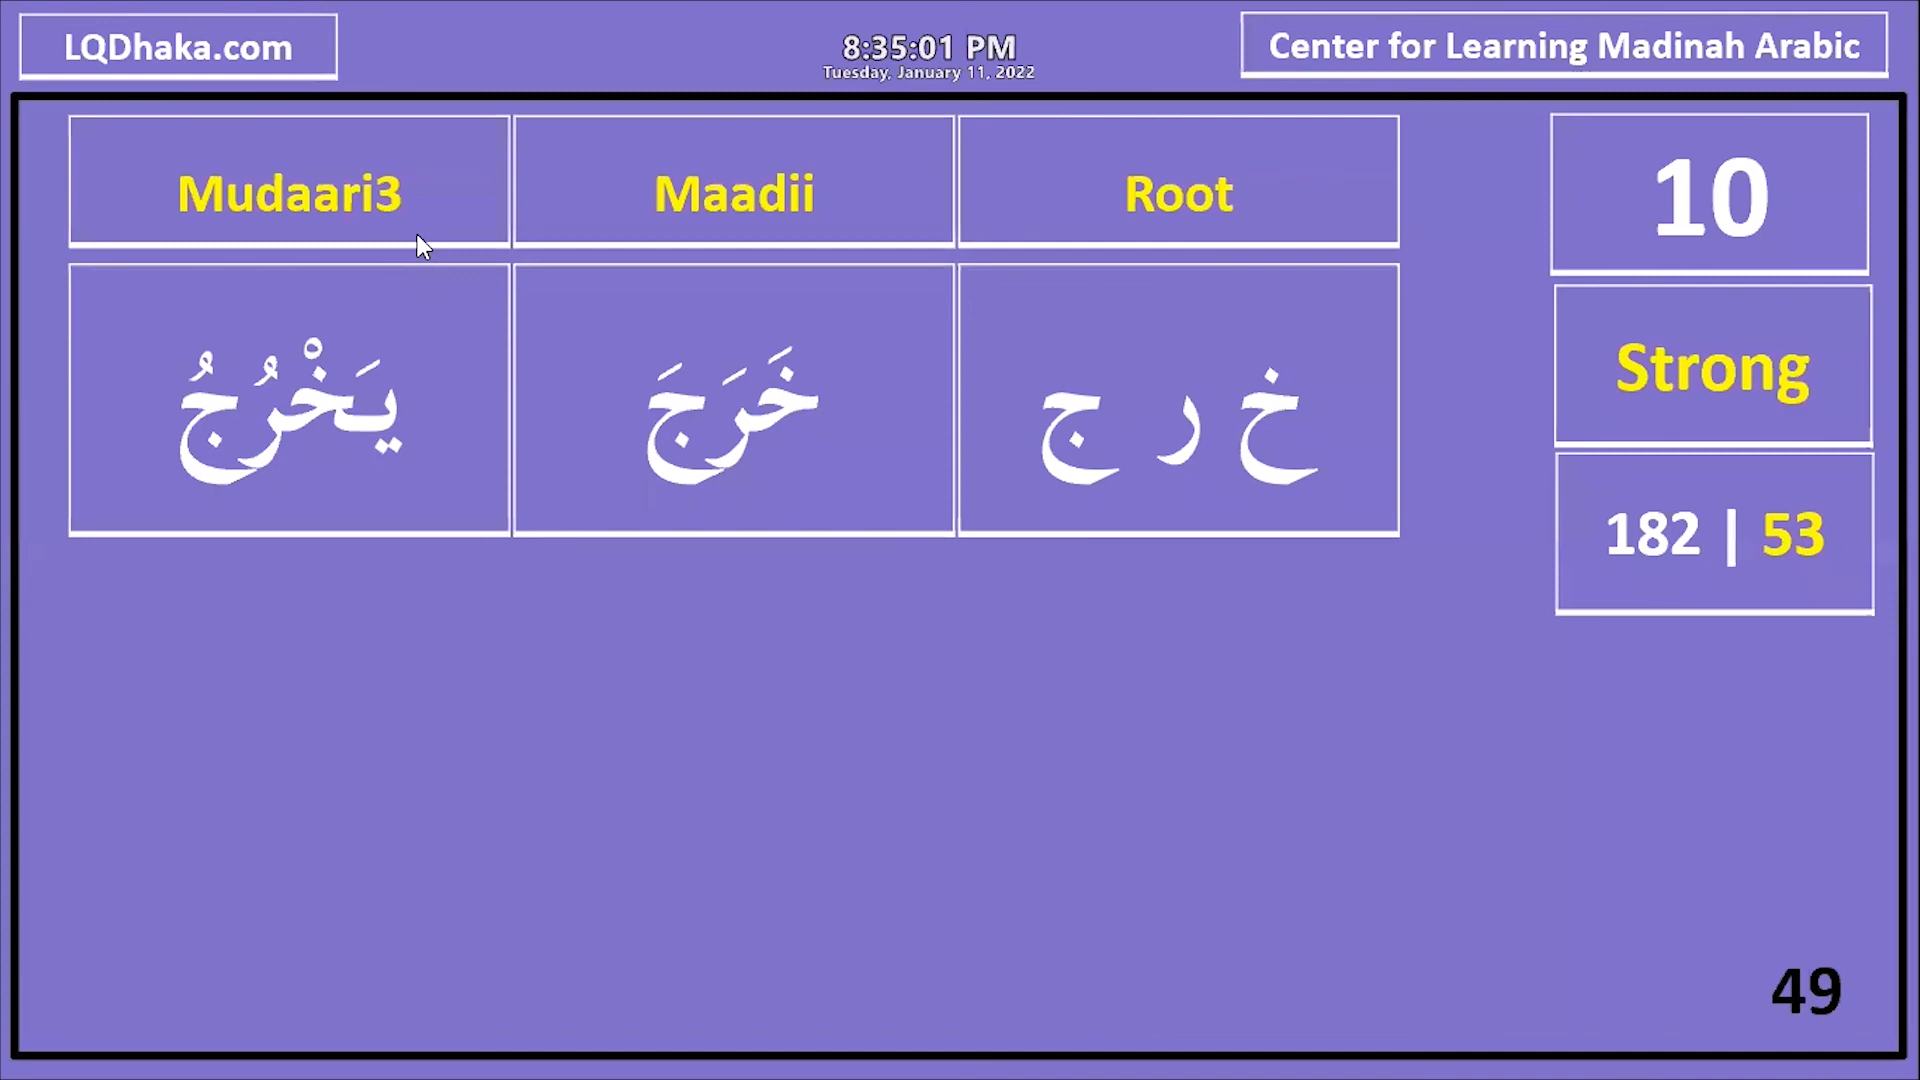 LQDhaka.com
8:35:01 PM
Tuesday, January 11, 2022
Center for Learning Madinah Arabic
Mudaari3
Maadii
Root
10
يَخْرُجُ
خَرَجَ
خ ر ج
Strong
182 | 53
49